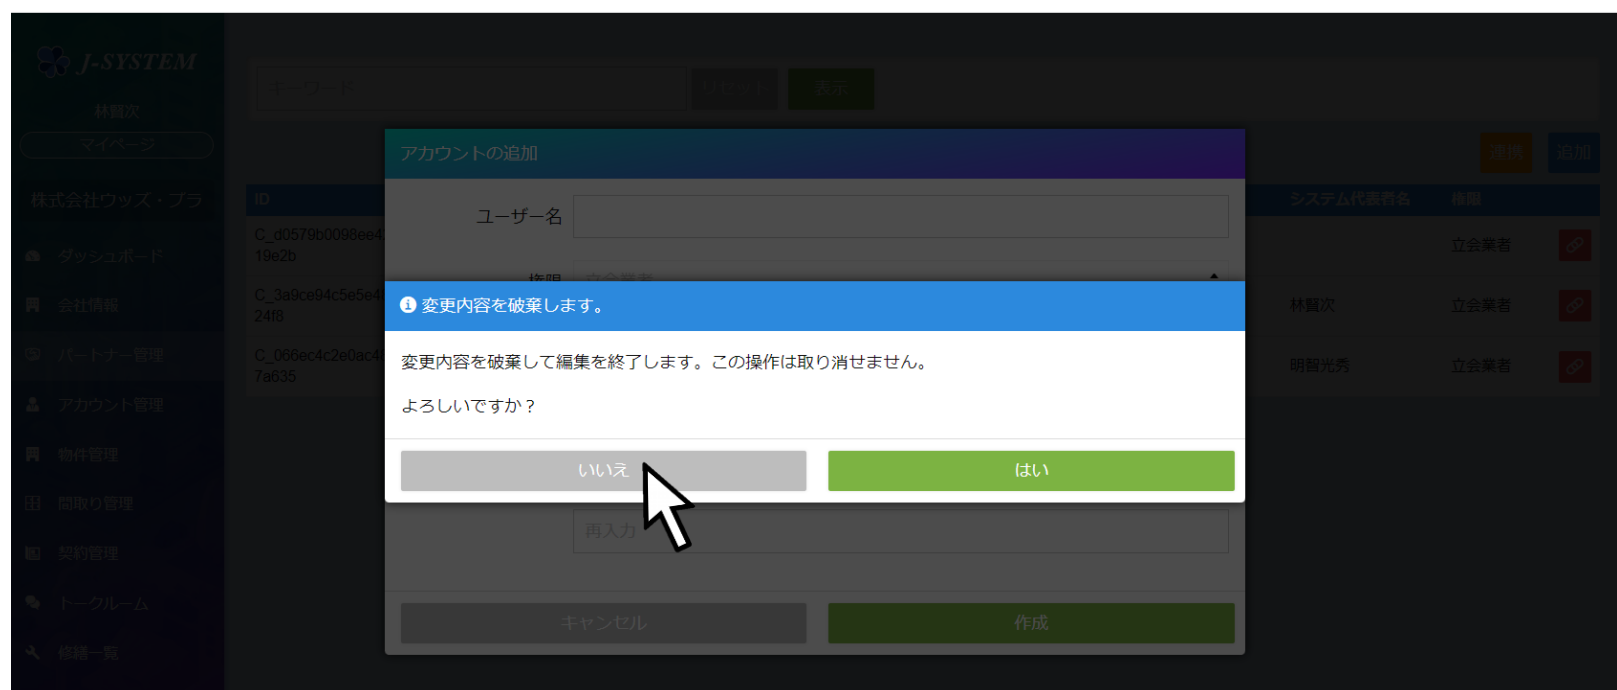 J-SYSTEM
林賢次
マイページ
株式会社ウッズ・プラ
ダッシュボード
会社情報
パートナー管理
アカウント管理
物件管理
間取り管理
契約管理
トークルーム
修繕一覧
キーワード
リセット
表示
連携
追加
ID
システム代表者名
権限
C_d0579b0098ee4
19e2b
立会業者
C_3a9ce94c5e5e4
24f8
林賢次
立会業者
C_066ec4c2e0ac4
7a635
明智光秀
立会業者
アカウントの追加
ユーザー名
権限
立会業者
変更内容を破棄します。
変更内容を破棄して編集を終了します。この操作は取り消せません。
よろしいですか？
いいえ
はい
再入力
キャンセル
作成